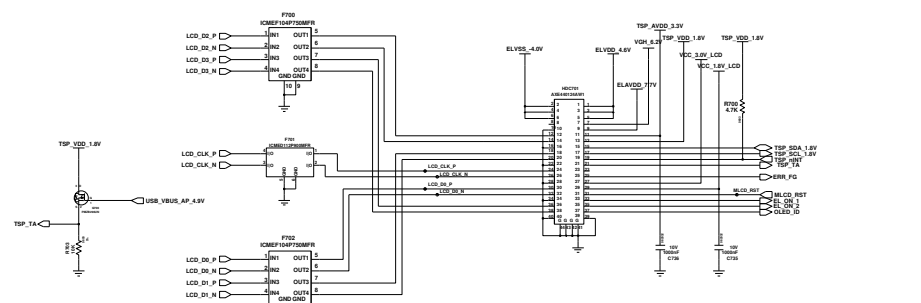 F700
ICMEF104P750MFR
LCD_D2_P 1 IN1 OUT1 5
LCD_D2_N 2 IN2 OUT2 6
LCD_D3_P 3 IN3 OUT3 7
LCD_D3_N 4 IN4 OUT4 8
GND GND
10 9
TSP_AVDD_3.3V
TSP_VDD_1.8V
TSP_VDD_1.8V
ELVSS_-4.0V
ELVDD_4.6V
VGH_6.2V
VCC_3.0V_LCD
VCC_1.8V_LCD
ELAVDD_7.7V
HDC701
R700
4.7K
F701
LCD_CLK_P
LCD_CLK_N
LCD_CLK_P
LCD_CLK_N
LCD_D0_P
LCD_D0_N
TSP_SDA_1.8V
TSP_SCL_1.8V
TSP_nINT
TSP_TA
ERR_FG
MLCD_RST
MLCD_RST
EL_ON_1
EL_ON_2
OLED_ID
TSP_VDD_1.8V
USB_VBUS_AP_4.9V
TSP_TA
R703
10K
10V
1000nF
C736
10V
1000nF
C735
F702
ICMEF104P750MFR
LCD_D0_P 1 IN1 OUT1 5
LCD_D0_N 2 IN2 OUT2 6
LCD_D1_P 3 IN3 OUT3 7
LCD_D1_N 4 IN4 OUT4 8
GND GND